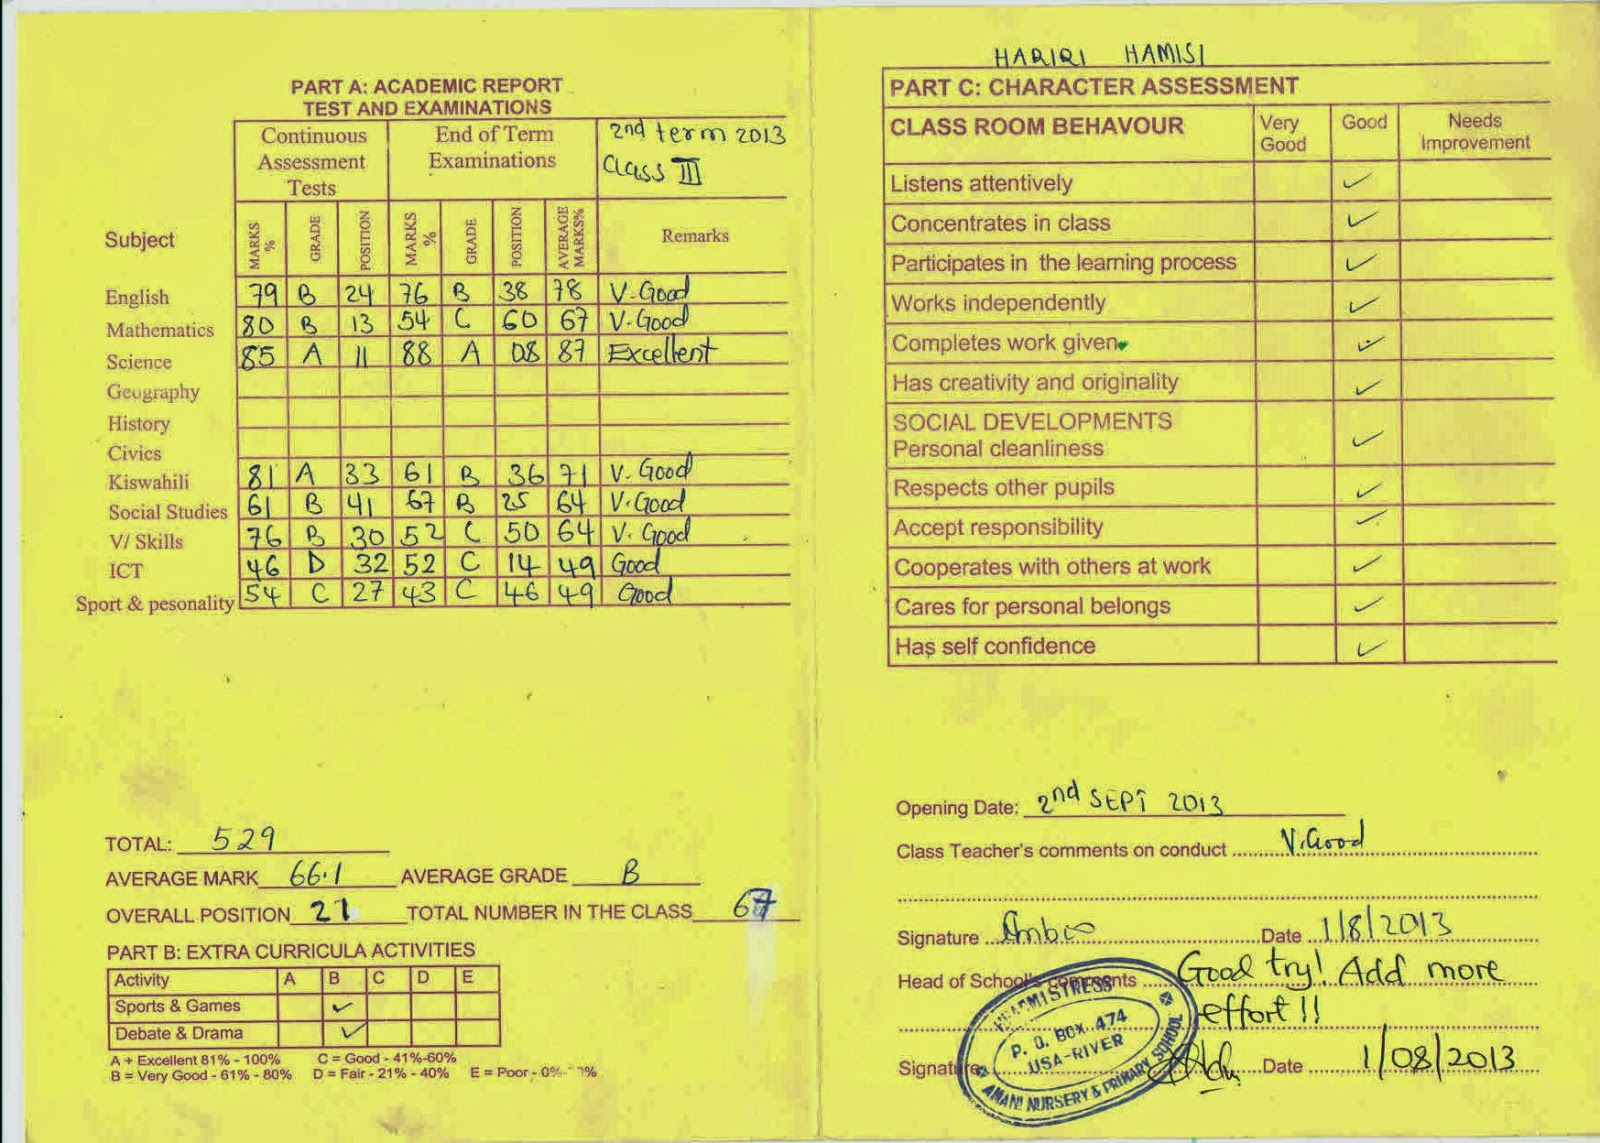 PART A: ACADEMIC REPORT
TEST AND EXAMINATIONS
Continuous Assessment Tests End of Term Examinations 2nd term 2013 Class III
Subject MARKS % GRADE POSITION MARKS % GRADE POSITION AVERAGE MARKS% Remarks
English 79 B 24 76 B 38 78 V.Good
Mathematics 80 B 13 54 C 60 67 V.Good
Science 85 A 11 88 A 08 87 Excellent
Geography
History
Civics
Kiswahili 81 A 33 61 B 36 71 V.Good
Social Studies 61 B 41 67 B 25 64 V.Good
V/ Skills 76 B 30 52 C 50 64 V.Good
ICT 46 D 32 52 C 14 49 Good
Sport & pesonality 54 C 27 43 C 46 49 Good
TOTAL: 529
AVERAGE MARK 66.1 AVERAGE GRADE B
OVERALL POSITION 21 TOTAL NUMBER IN THE CLASS 67
PART B: EXTRA CURRICULA ACTIVITIES
Activity A B C D E
Sports & Games ✓
Debate & Drama ✓
A + Excellent 81% - 100% C = Good - 41%-60%
B = Very Good - 61% - 80% D = Fair - 21% - 40% E = Poor - 0%
HARIRI HAMISI
PART C: CHARACTER ASSESSMENT
CLASS ROOM BEHAVOUR Very Good Good Needs Improvement
Listens attentively ✓
Concentrates in class ✓
Participates in the learning process ✓
Works independently ✓
Completes work given ✓
Has creativity and originality ✓
SOCIAL DEVELOPMENTS
Personal cleanliness ✓
Respects other pupils ✓
Accept responsibility ✓
Cooperates with others at work ✓
Cares for personal belongs ✓
Has self confidence ✓
Opening Date: 2nd SEPT 2013
Class Teacher's comments on conduct V.Good
Signature Date 1/8/2013
Head of School's comments Good try! Add more
effort!!
Signature Date 1/08/2013
HEADMISTRESS
P. O. BOX 474
USA-RIVER
AMANI NURSERY & PRIMARY SCHOOL